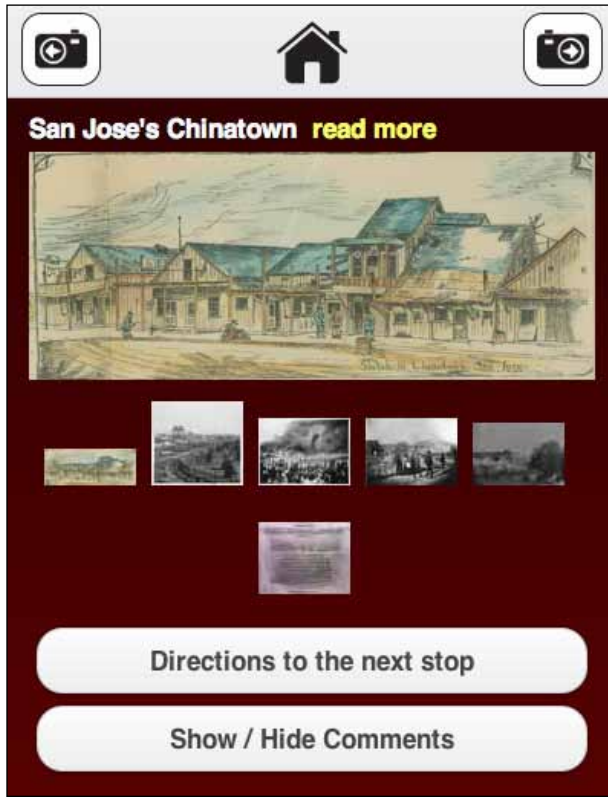 San Jose's Chinatown read more
Directions to the next stop
Show / Hide Comments